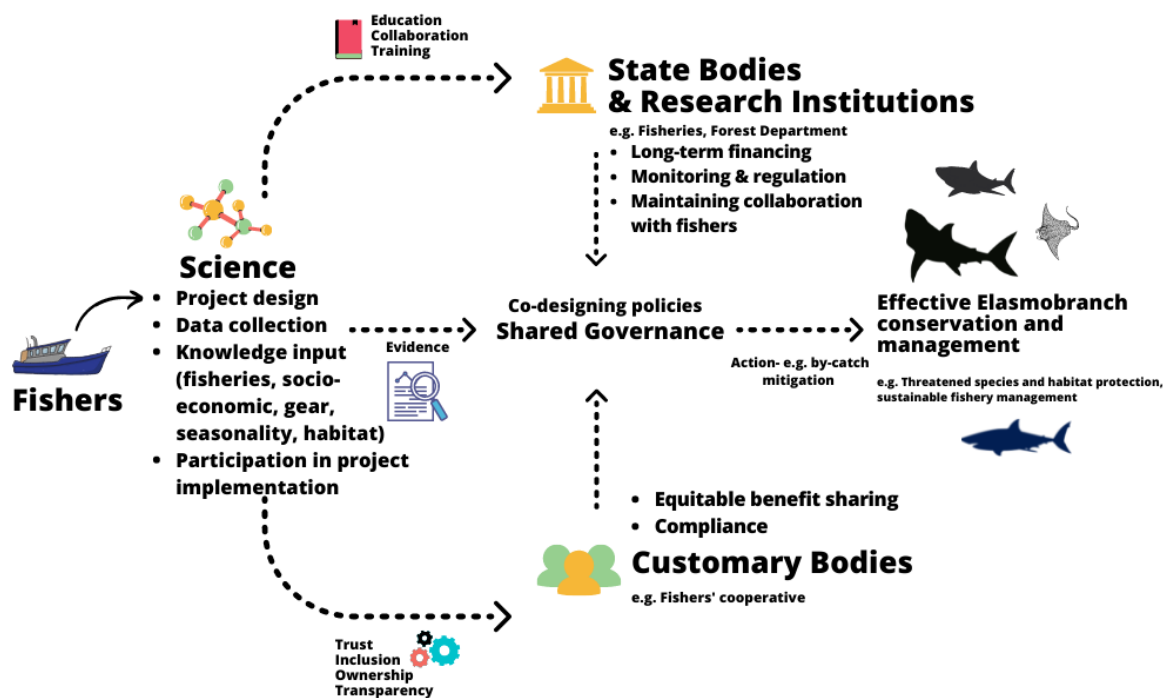 Education
Collaboration
Training
State Bodies
& Research Institutions
e.g. Fisheries, Forest Department
• Long-term financing
• Monitoring & regulation
• Maintaining collaboration
with fishers
Science
• Project design
• Data collection
• Knowledge input
(fisheries, socio-
economic, gear,
seasonality, habitat)
• Participation in project
implementation
Fishers
Evidence
Co-designing policies
Shared Governance
Action- e.g. by-catch
mitigation
Effective Elasmobranch
conservation and
management
e.g. Threatened species and habitat protection,
sustainable fishery management
• Equitable benefit sharing
• Compliance
Customary Bodies
e.g. Fishers' cooperative
Trust
Inclusion
Ownership
Transparency